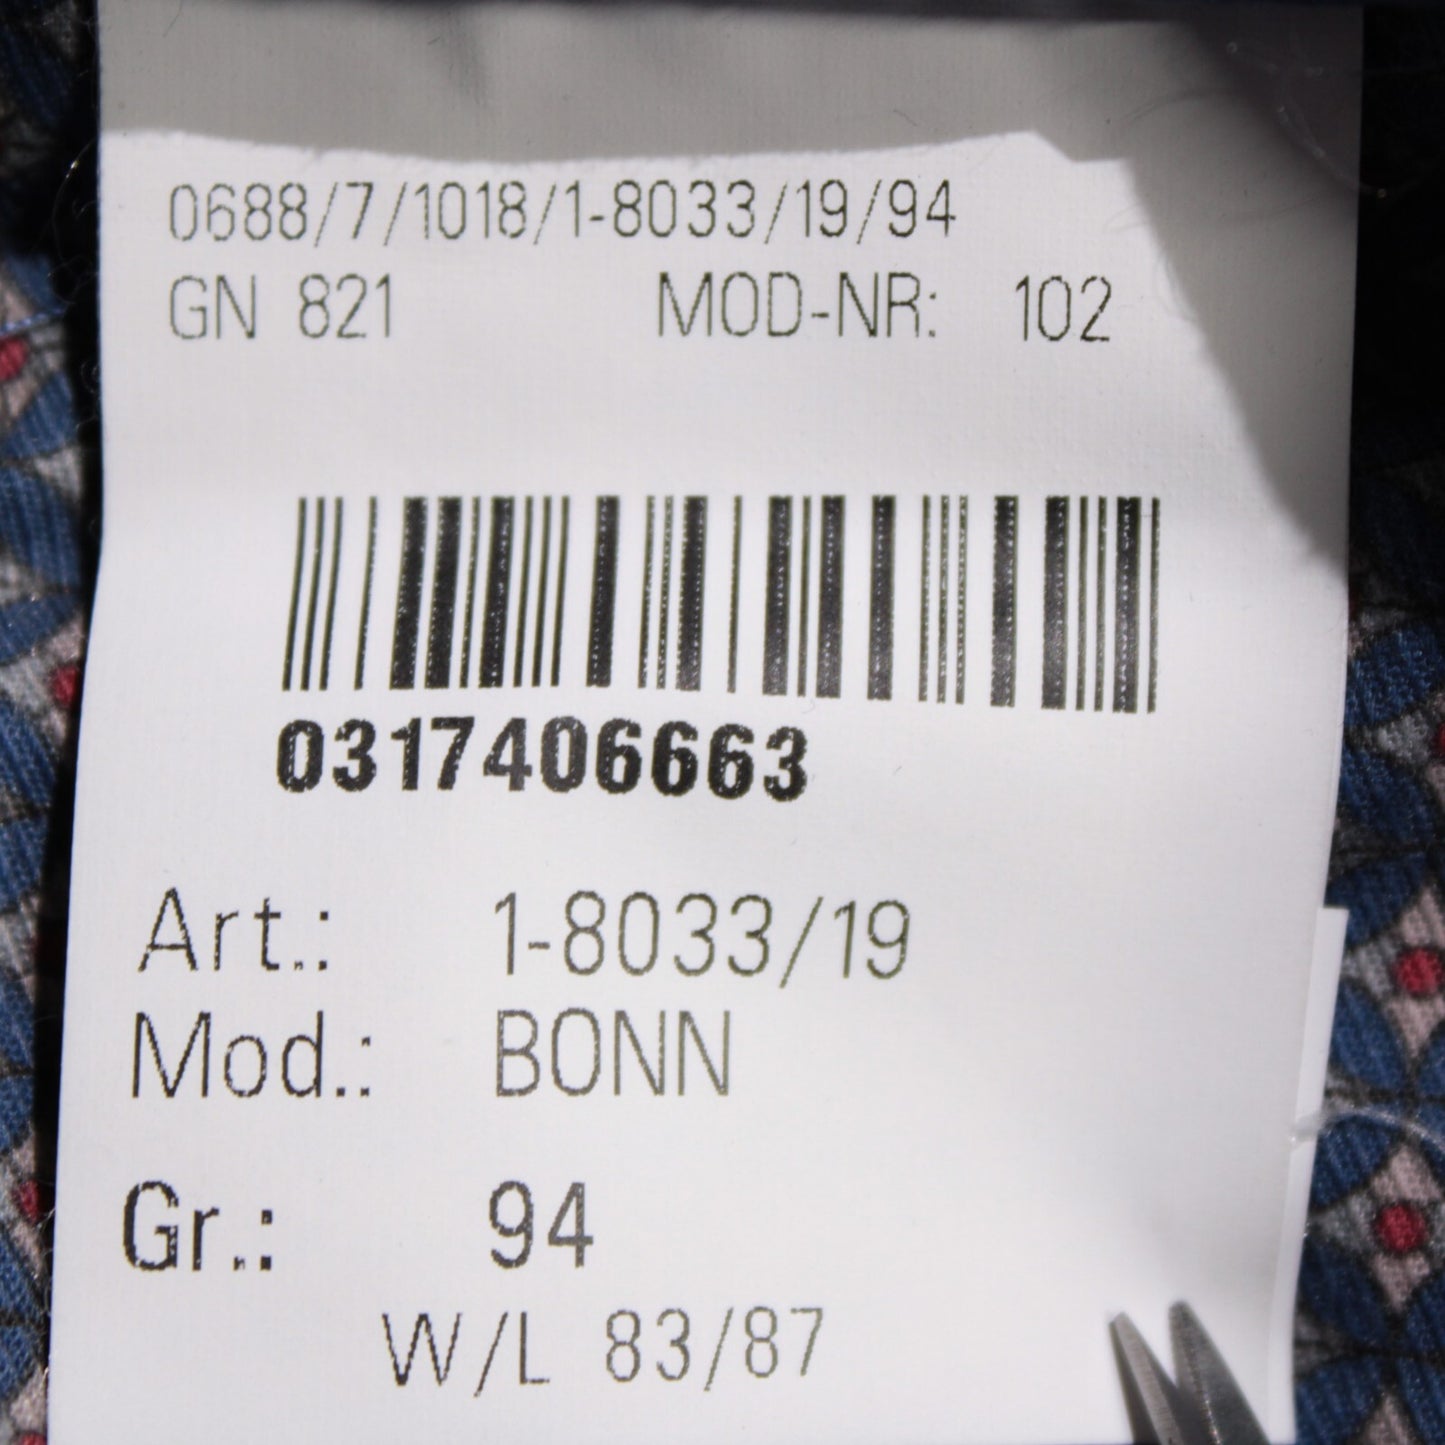 0688/7/1018/1-8033/19/94
GN 821 MOD-NR: 102
0317406663
Art.: 1-8033/19
Mod.: BONN
Gr.: 94
W/L 83/87